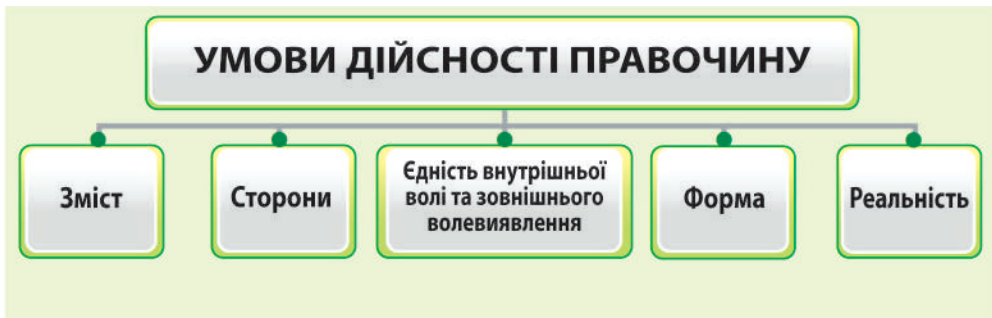 УМОВИ ДІЙСНОСТІ ПРАВОЧИНУ
Зміст
Сторони
Єдність внутрішньої
волі та зовнішнього
волевиявлення
Форма
Реальність